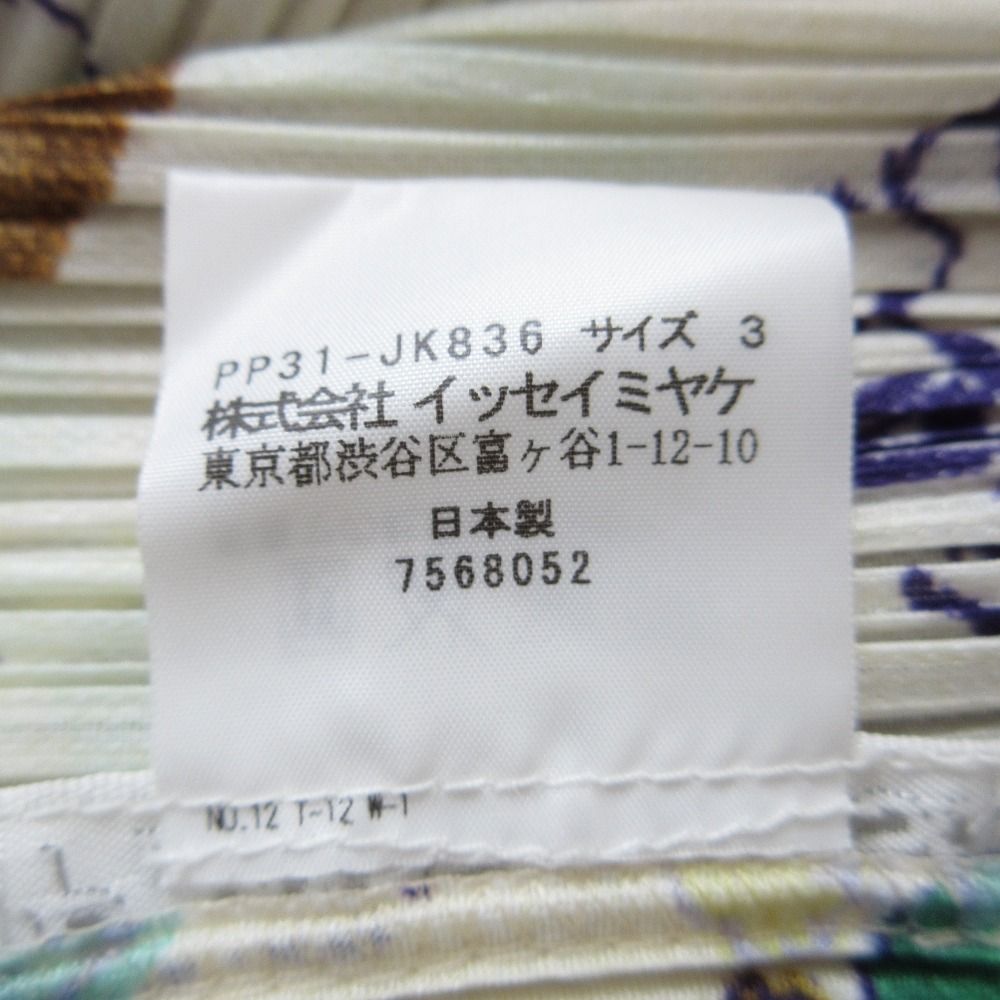 PP31-JK836 サイズ 3
株式会社 イッセイミヤケ
東京都渋谷区富ヶ谷1-12-10
日本製
7568052
NO.12 T-12 W-1